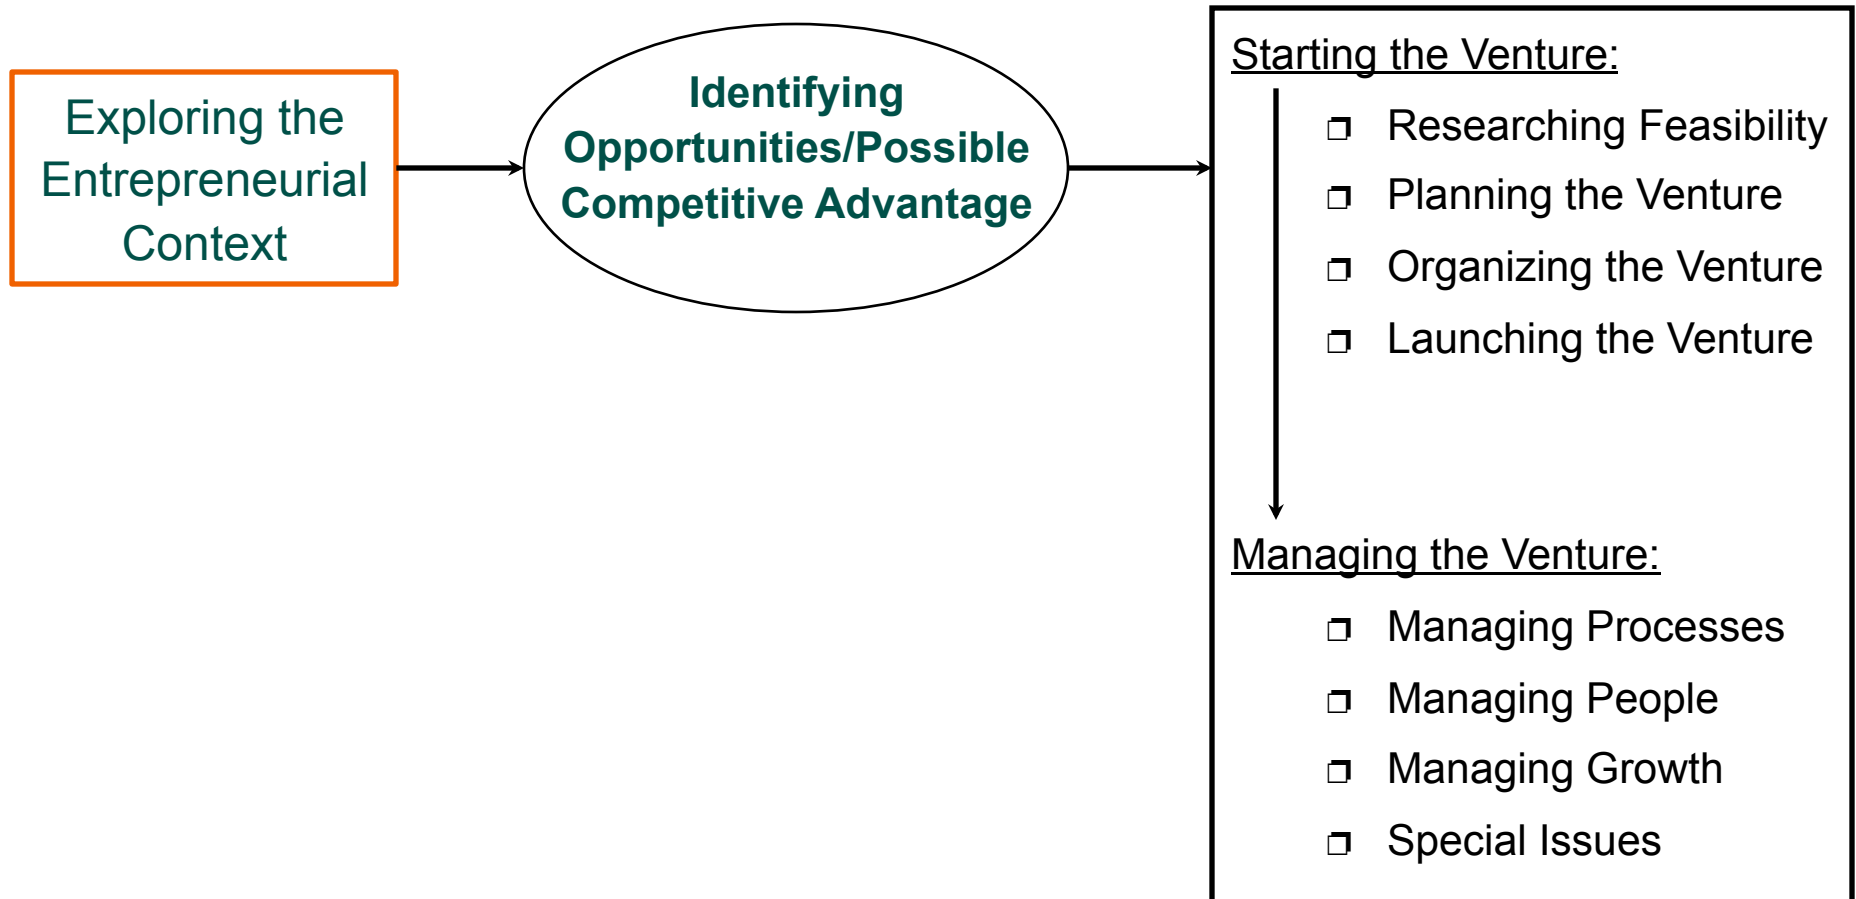 Exploring the
Entrepreneurial
Context
Identifying
Opportunities/Possible
Competitive Advantage
Starting the Venture:
❐ Researching Feasibility
❐ Planning the Venture
❐ Organizing the Venture
❐ Launching the Venture
Managing the Venture:
❐ Managing Processes
❐ Managing People
❐ Managing Growth
❐ Special Issues